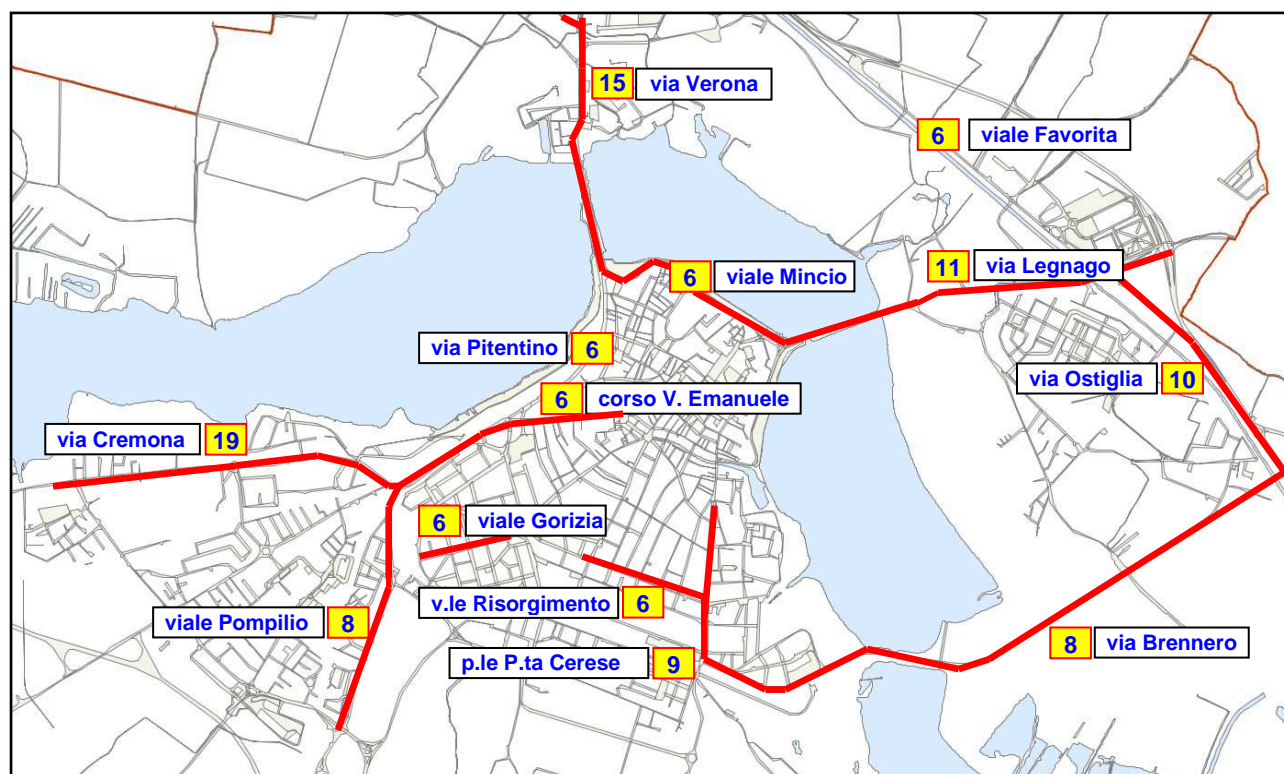 15 via Verona
6 viale Favorita
11 via Legnago
6 viale Mincio
via Pitentino 6
via Ostiglia 10
6 corso V. Emanuele
via Cremona 19
6 viale Gorizia
v.le Risorgimento 6
viale Pompilio 8
8 via Brennero
p.le P.ta Cerese 9